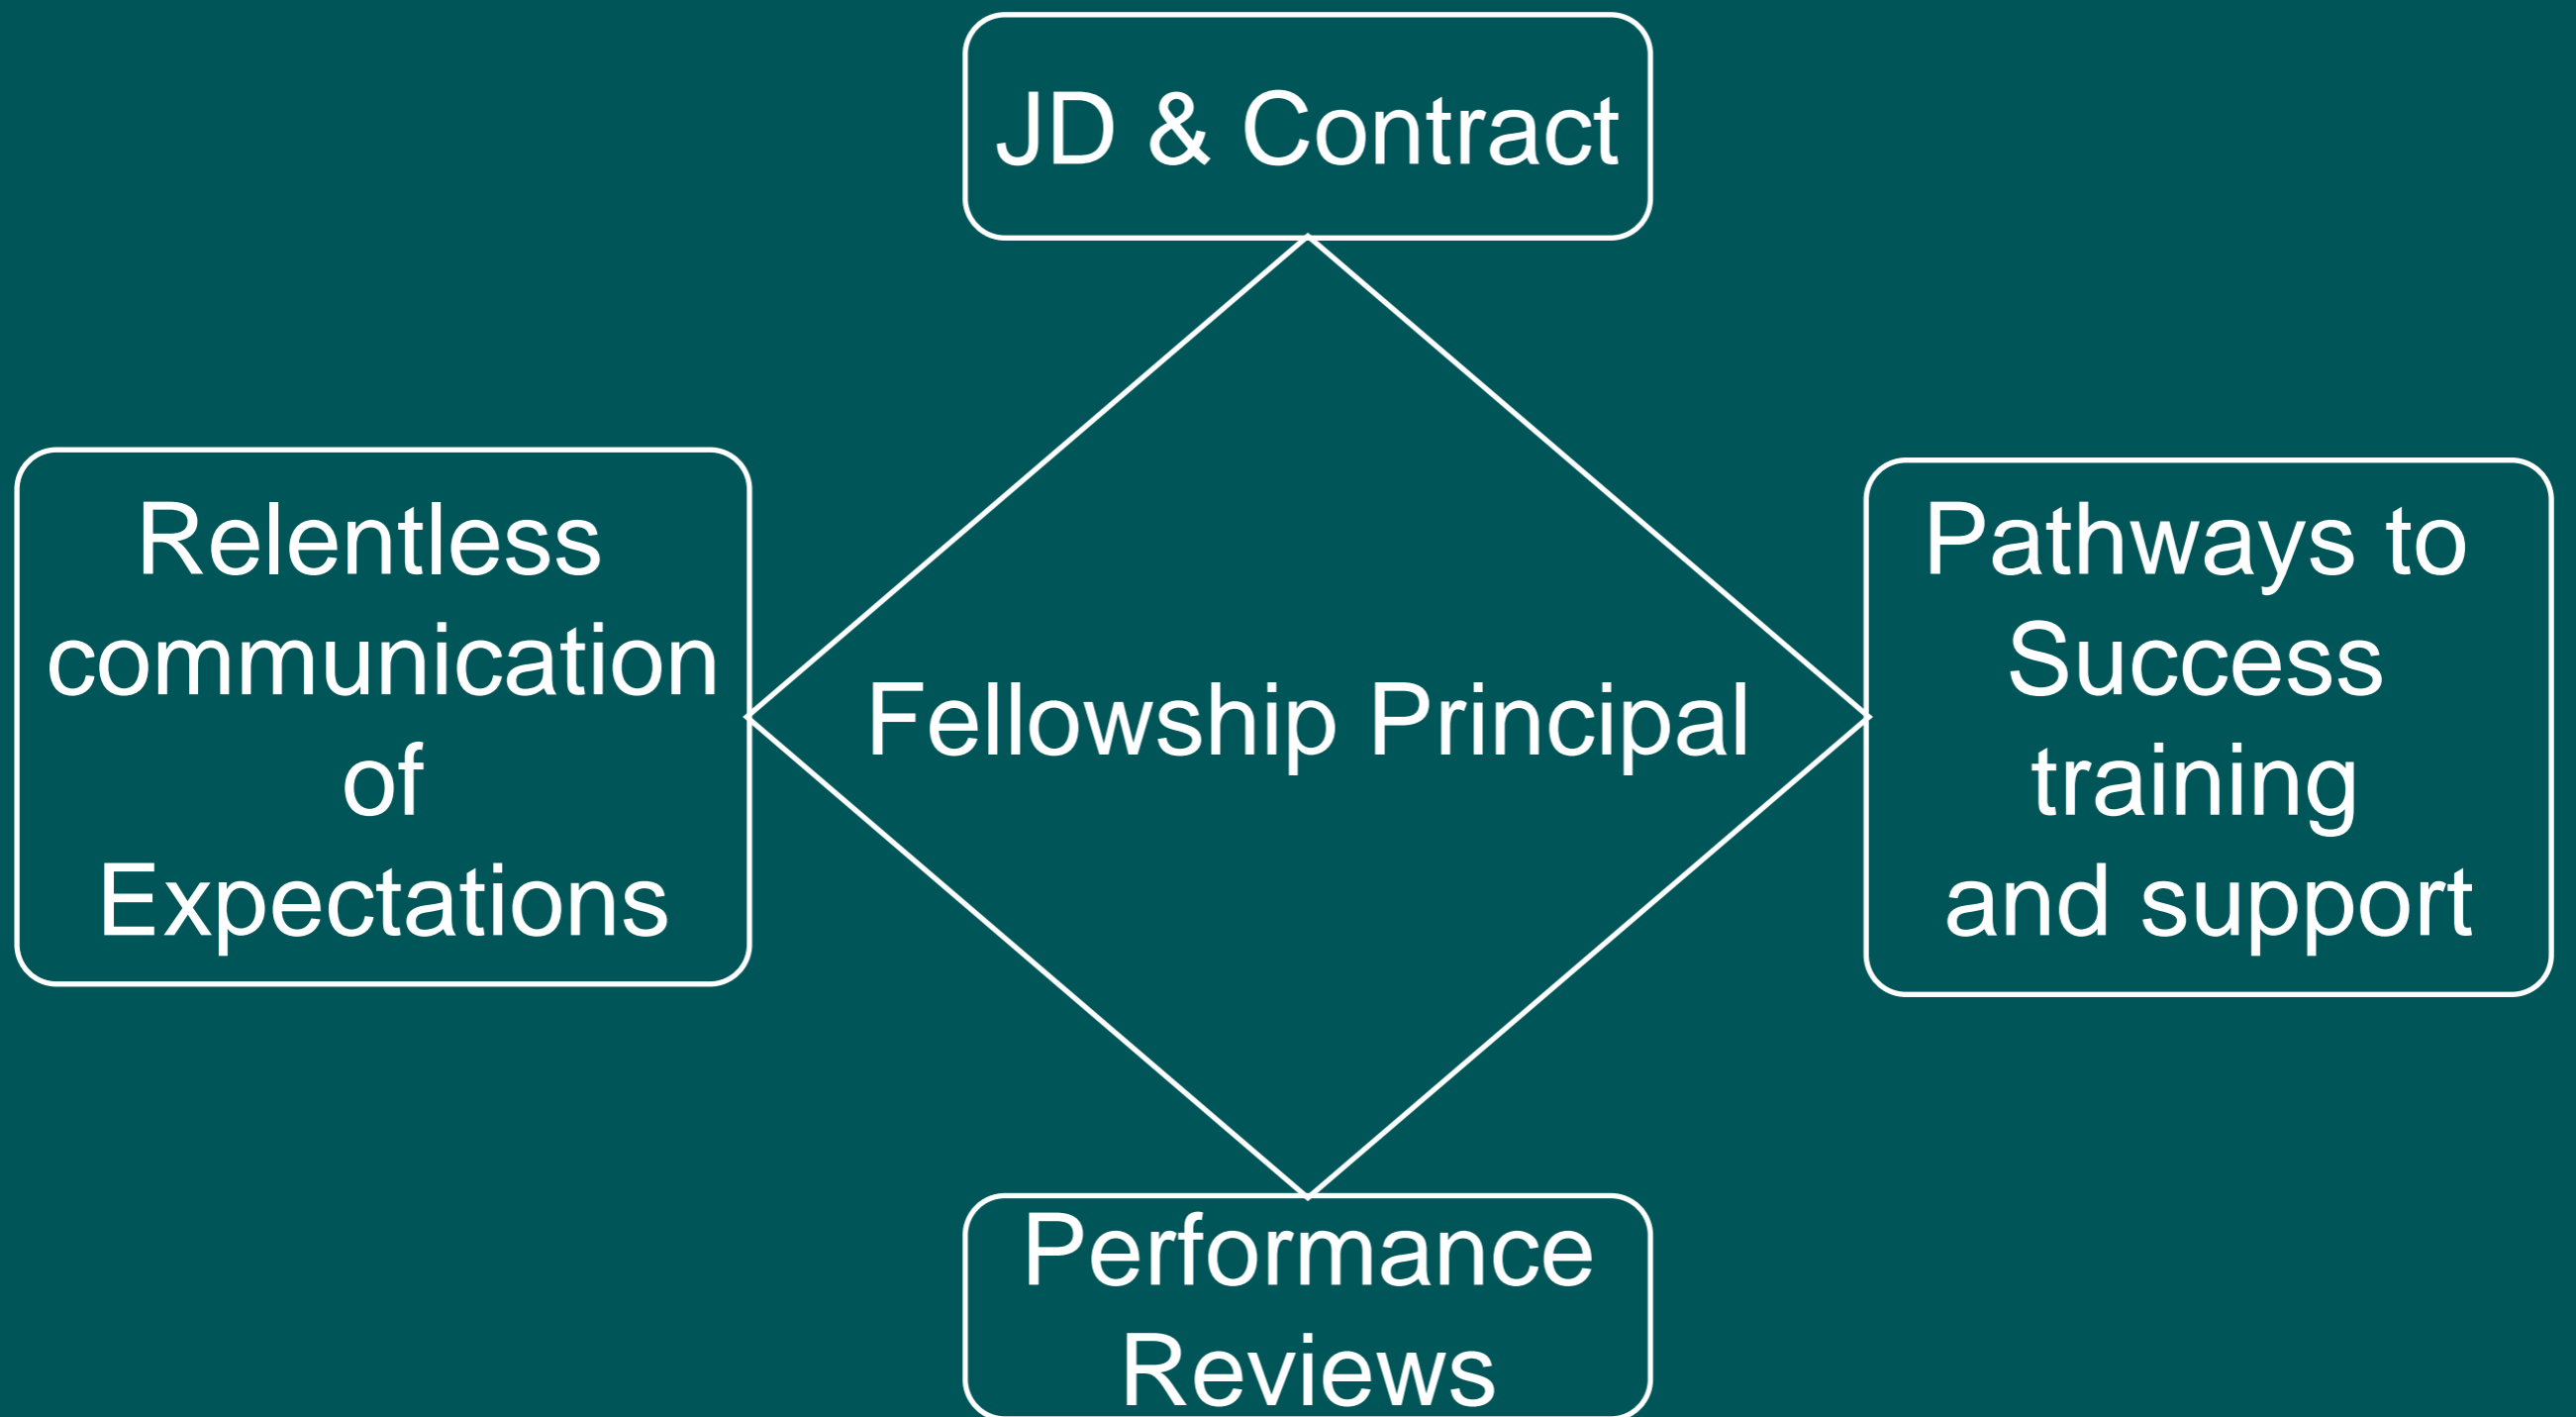 JD & Contract
Relentless
communication
of
Expectations
Fellowship Principal
Pathways to
Success
training
and support
Performance
Reviews